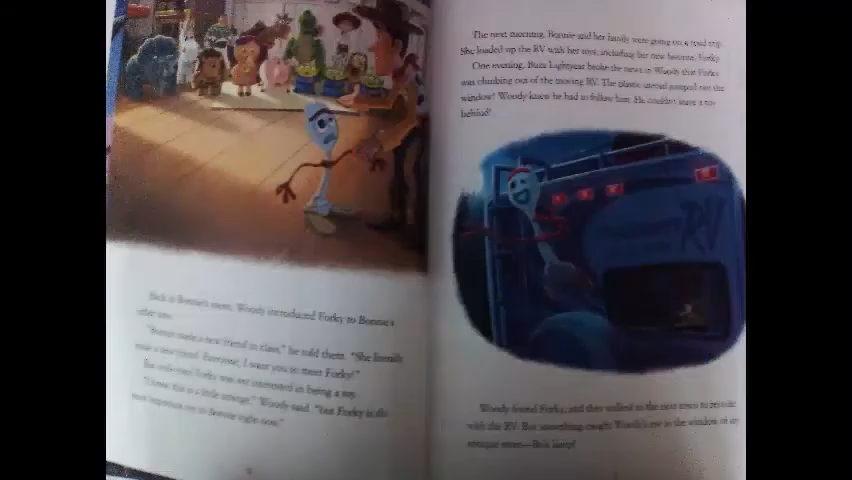 Back in Bonnie's room, Woody introduced Forky to Bonnie's
other toys.
"Bonnie made a new friend in class," he told them. "She literally
made a new friend. Everyone, I want you to meet Forky!"
But Forky was not interested in being a toy.
"I know this is a little strange," Woody said. "But Forky is the
most important toy to Bonnie right now."
The next morning, Bonnie and her family were going on a road trip.
She loaded up the RV with her toys, including her new favorite, Forky.
One evening, Buzz Lightyear broke the news to Woody that Forky
was climbing out of the moving RV. The plastic utensil jumped out the
window! Woody knew he had to follow him. He couldn't leave a toy
behind!
RV
Woody found Forky, and they walked to the next town to reunite
with the RV. But something caught Woody's eye in the window of an
antique store—Bo's lamp!